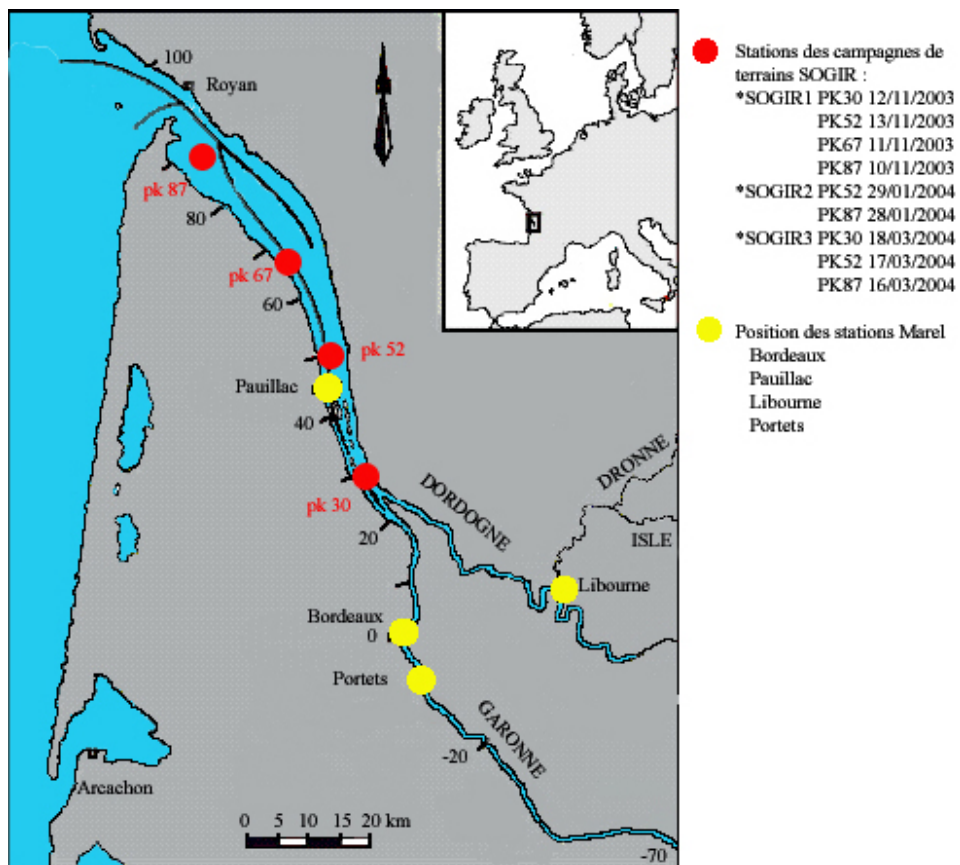 100
Royan
pk 87
80
pk 67
60
pk 52
Pauillac
40
pk 30
20
DORDOGNE
DRONNE
ISLE
Libourne
Bordeaux
0
Portets
GARONNE
-20
Arcachon
0 5 10 15 20 km
-70
Stations des campagnes de
terrains SOGIR :
*SOGIR1 PK30 12/11/2003
PK52 13/11/2003
PK67 11/11/2003
PK87 10/11/2003
*SOGIR2 PK52 29/01/2004
PK87 28/01/2004
*SOGIR3 PK30 18/03/2004
PK52 17/03/2004
PK87 16/03/2004
Position des stations Marel
Bordeaux
Pauillac
Libourne
Portets